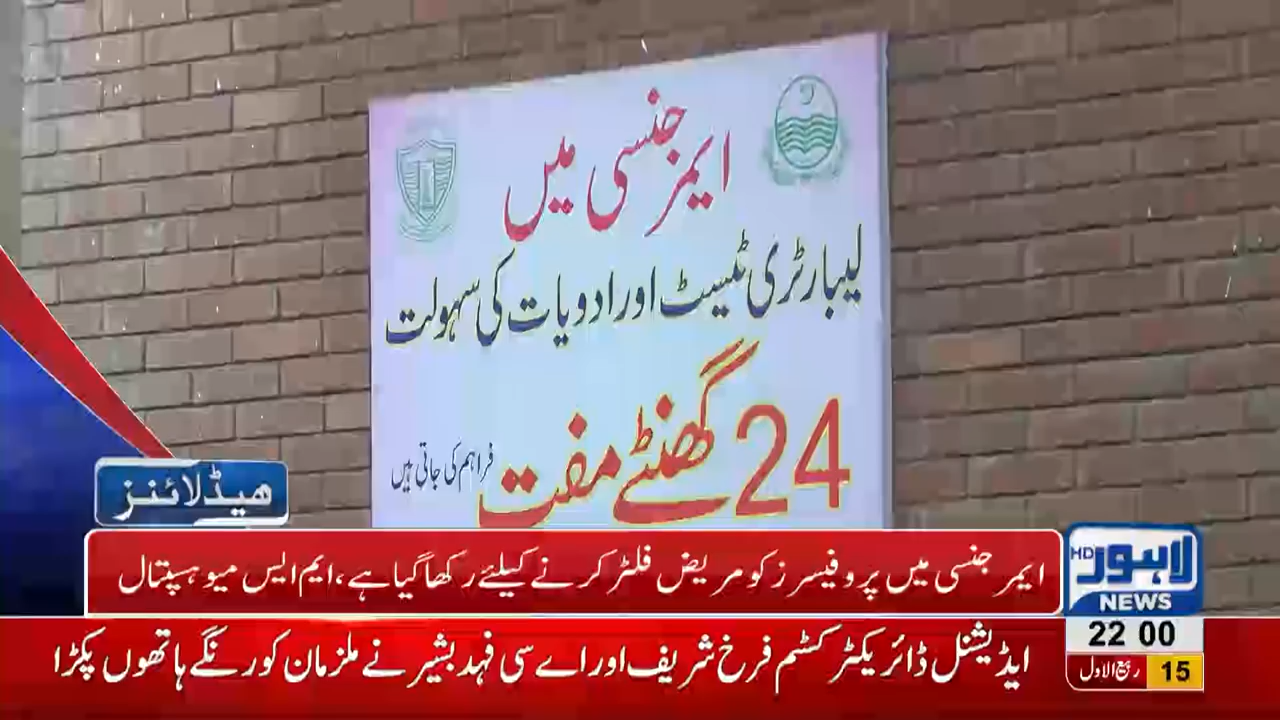 ایمرجنسی میں
لیبارٹری ٹیسٹ اور ادویات کی سہولت
24 گھنٹے مفت فراہم کی جاتی ہیں
ہیڈلائنز
ایمرجنسی میں پروفیسرز کو مریض فلٹر کرنے کیلئے رکھا گیا ہے، ایم ایس میو ہسپتال
لاہور HD
NEWS
22 00
15 ربیع الاول
ایڈیشنل ڈائریکٹر کسٹم فرخ شریف اور اے سی فہد بشیر نے ملزمان کو رنگے ہاتھوں پکڑا